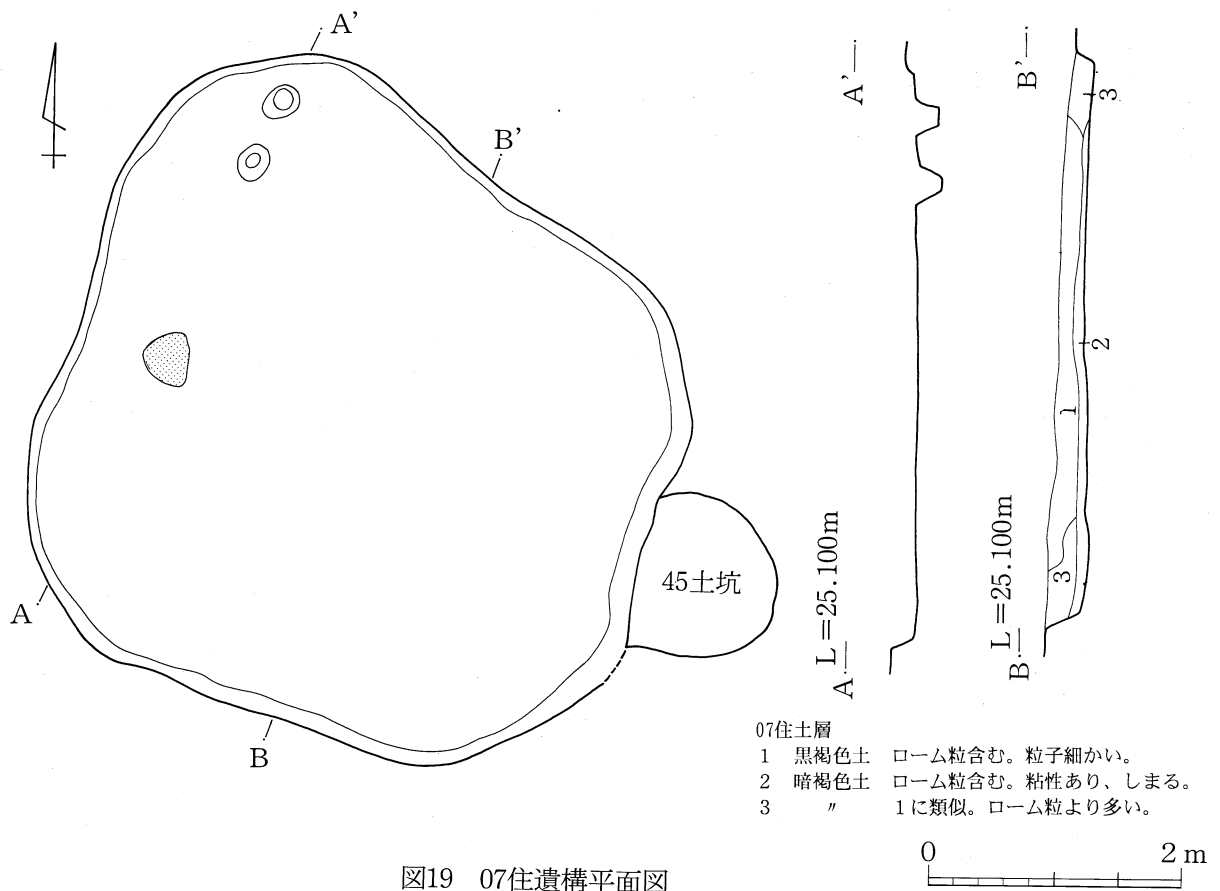 A'
B'
A
B
45土坑
A'
A L=25.100m
B'
B L=25.100m
3
2
1
3
07住土層
1 黒褐色土 ローム粒含む。粒子細かい。
2 暗褐色土 ローム粒含む。粘性あり、しまる。
3 〃 1に類似。ローム粒より多い。
0 2m
図19 07住遺構平面図